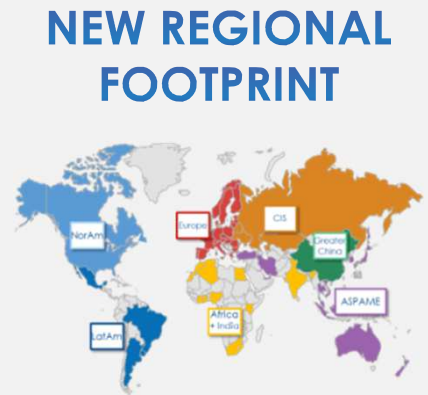 NEW REGIONAL
FOOTPRINT
NorAm
Europe
CIS
Greater
China
ASPAME
LatAm
Africa
+ India